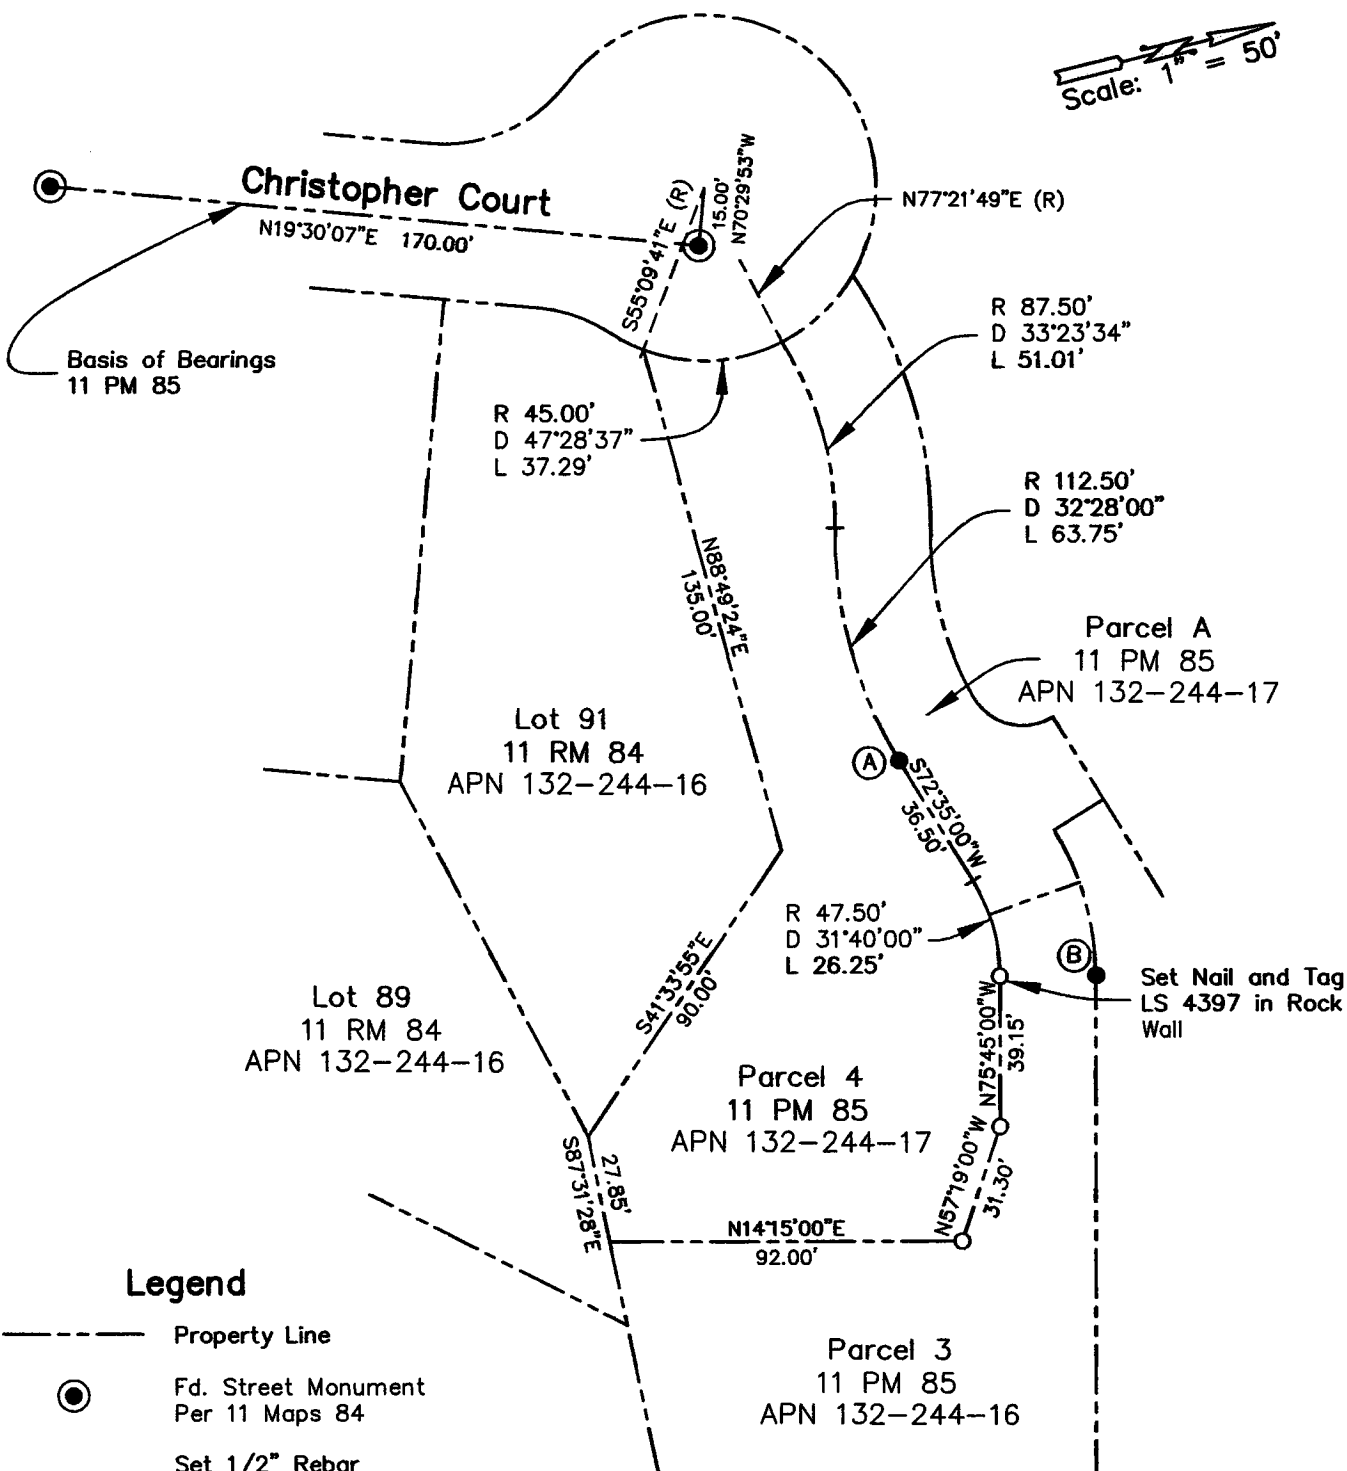 Scale: 1" = 50'
Christopher Court
N19°30'07"E 170.00'
S55°09'41"E (R)
15.00'
N70°29'53"W
N77°21'49"E (R)
Basis of Bearings
11 PM 85
R 87.50'
D 33°23'34"
L 51.01'
R 45.00'
D 47°28'37"
L 37.29'
R 112.50'
D 32°28'00"
L 63.75'
N88°49'24"E
135.00'
Parcel A
11 PM 85
APN 132-244-17
Lot 91
11 RM 84
APN 132-244-16
A
S72°35'00"W
36.50'
R 47.50'
D 31°40'00"
L 26.25'
B
Set Nail and Tag
LS 4397 in Rock
Wall
S41°33'55"E
90.00'
Lot 89
11 RM 84
APN 132-244-16
N75°45'00"W
39.15'
Parcel 4
11 PM 85
APN 132-244-17
S87°31'28"E
27.85'
N57°19'00"W
31.30'
N14°15'00"E
92.00'
Legend
Property Line
Fd. Street Monument
Per 11 Maps 84
Set 1/2" Rebar
Parcel 3
11 PM 85
APN 132-244-16